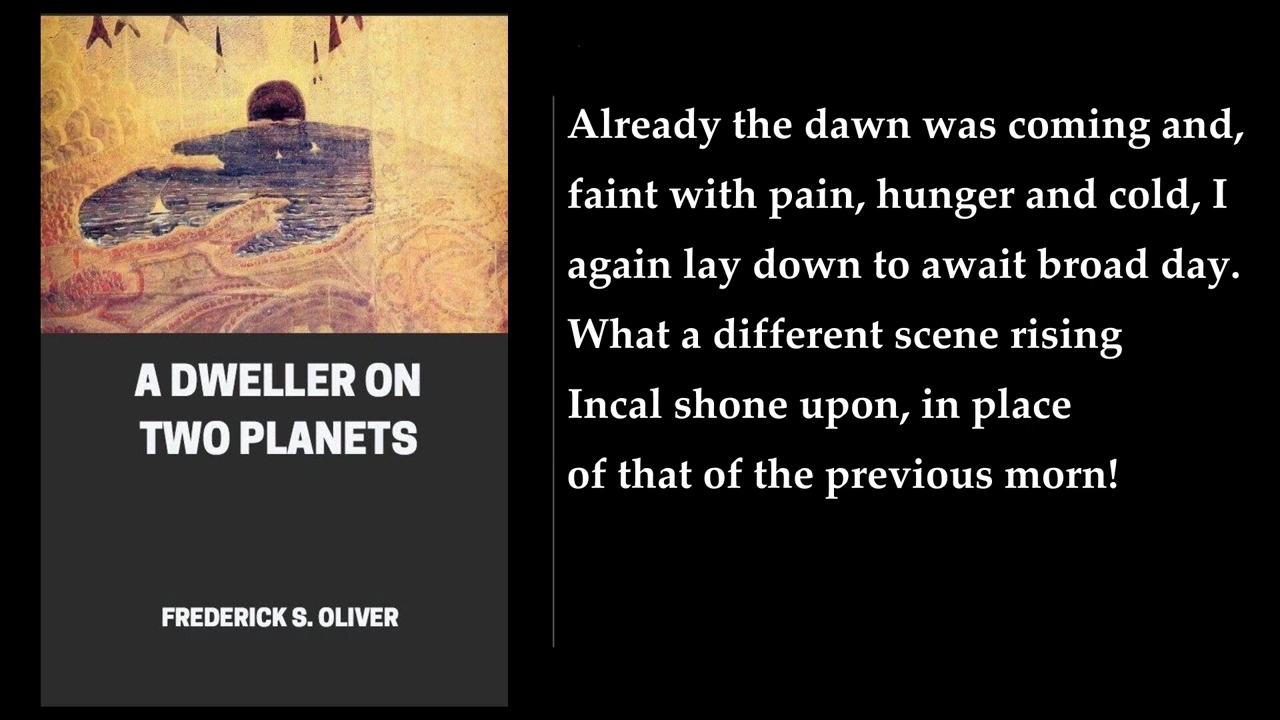 A DWELLER ON
TWO PLANETS
FREDERICK S. OLIVER
Already the dawn was coming and,
faint with pain, hunger and cold, I
again lay down to await broad day.
What a different scene rising
Incal shone upon, in place
of that of the previous morn!